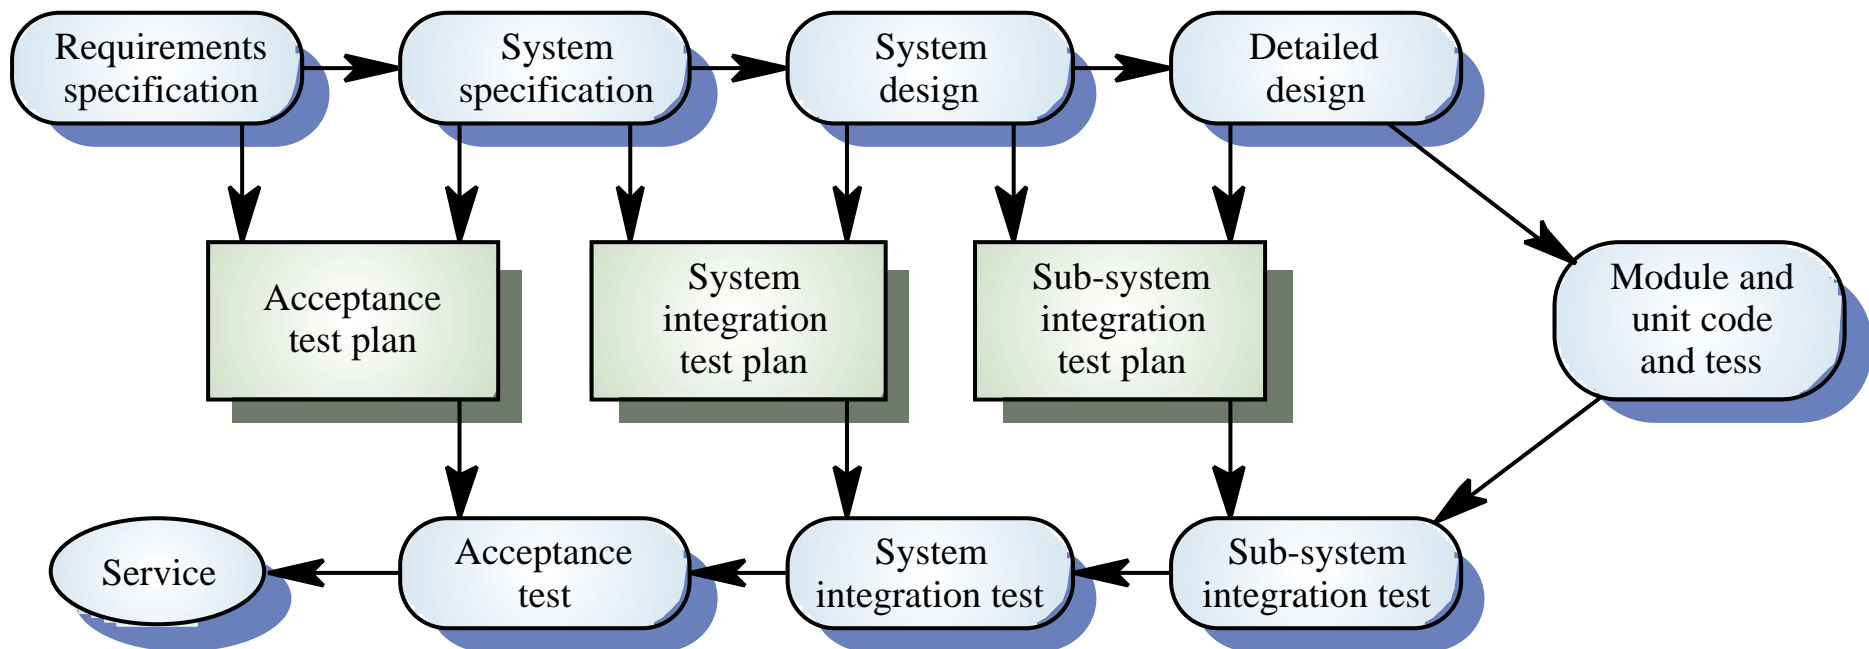 Requirements
specification
System
specification
System
design
Detailed
design
Acceptance
test plan
System
integration
test plan
Sub-system
integration
test plan
Module and
unit code
and tess
Service
Acceptance
test
System
integration test
Sub-system
integration test